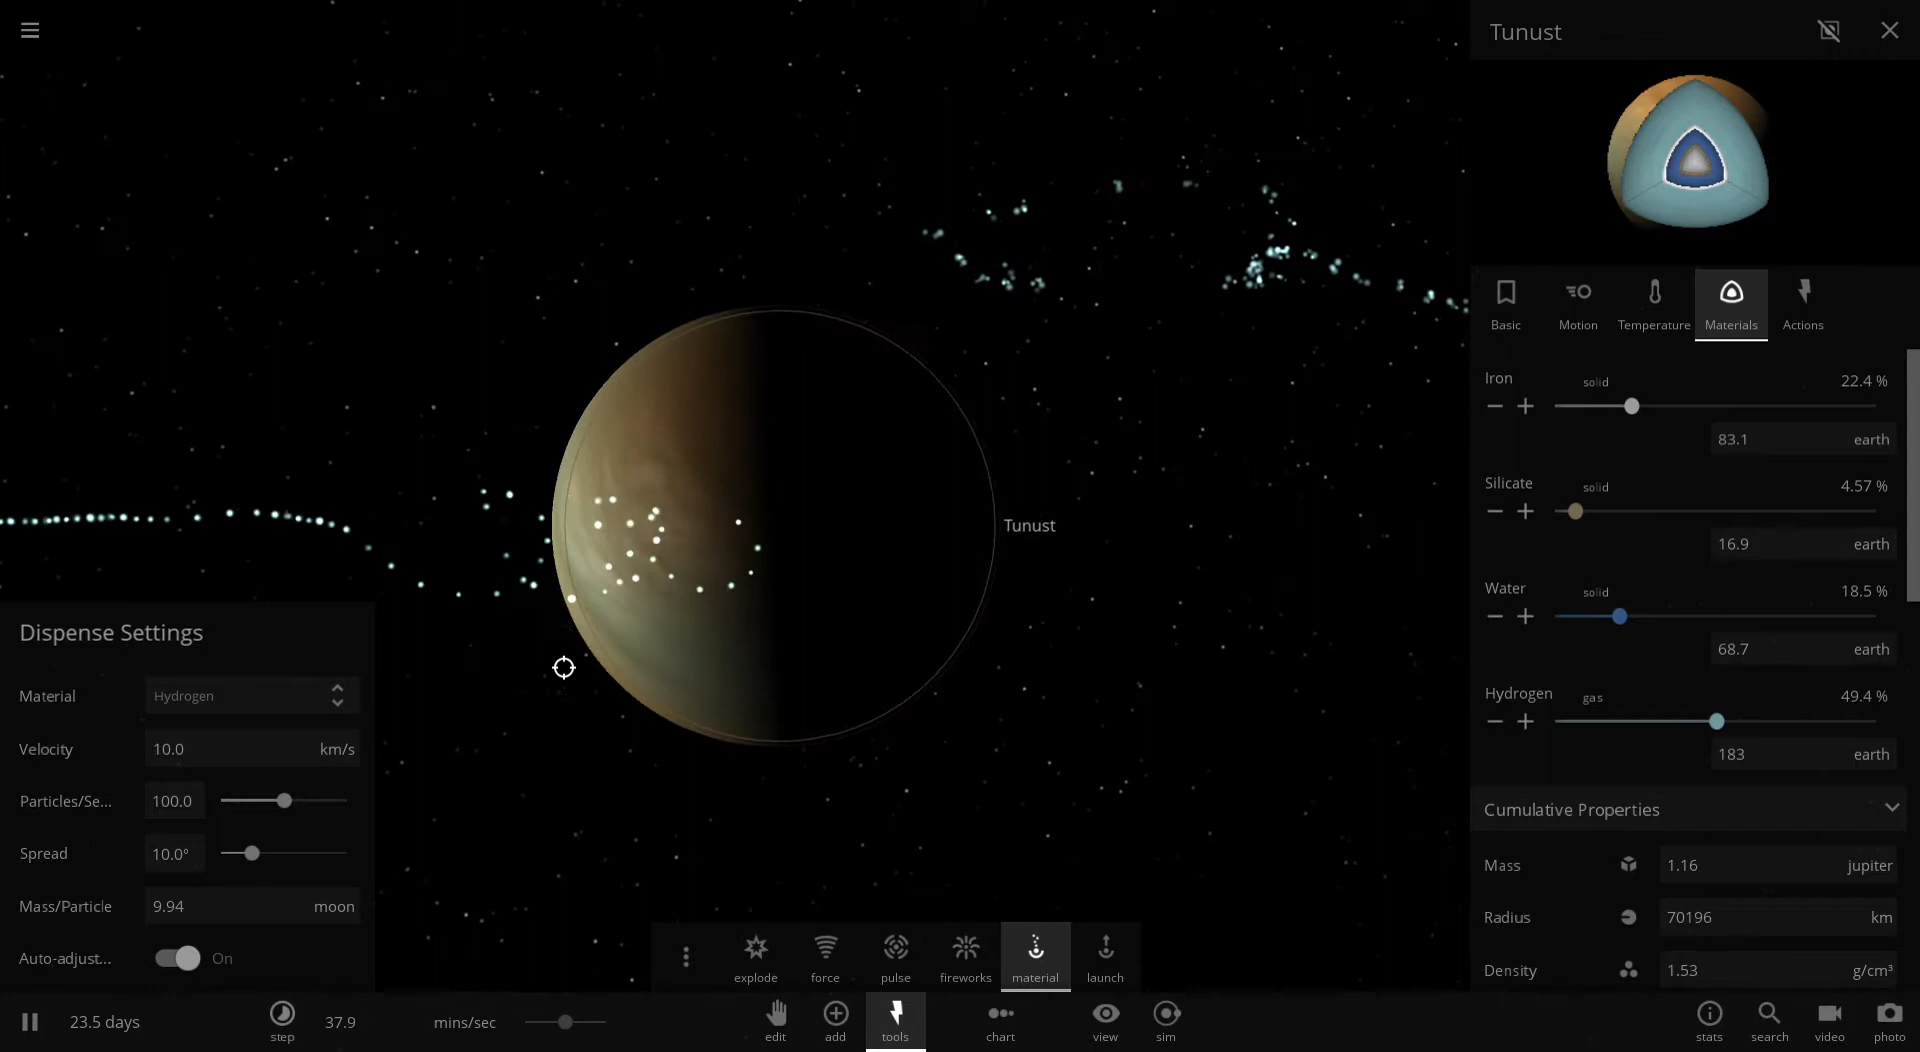 Tunust
Basic
Motion
Temperature
Materials
Actions
Iron
solid
22.4 %
83.1
earth
Silicate
solid
4.57 %
16.9
earth
Water
solid
18.5 %
68.7
earth
Hydrogen
gas
49.4 %
183
earth
Cumulative Properties
Mass
1.16
jupiter
Radius
70196
km
Density
1.53
g/cm³
Tunust
Dispense Settings
Material
Hydrogen
Velocity
10.0
km/s
Particles/Se...
100.0
Spread
10.0°
Mass/Particle
9.94
moon
Auto-adjust...
On
explode
force
pulse
fireworks
material
launch
23.5 days
step
37.9
mins/sec
edit
add
tools
chart
view
sim
stats
search
video
photo